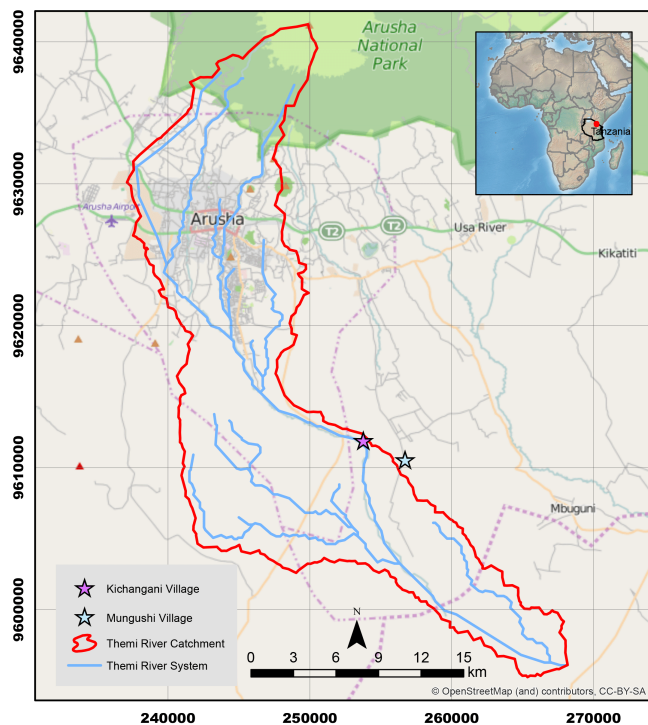 9640000
9630000
9620000
9610000
9600000
240000
250000
260000
270000
Arusha
National
Park
Tanzania
Arusha Airport
Arusha
T2
T2
Usa River
Kikatiti
Mbuguni
Kichangani Village
Mungushi Village
Themi River Catchment
Themi River System
N
0 3 6 9 12 15
km
© OpenStreetMap (and) contributors, CC-BY-SA